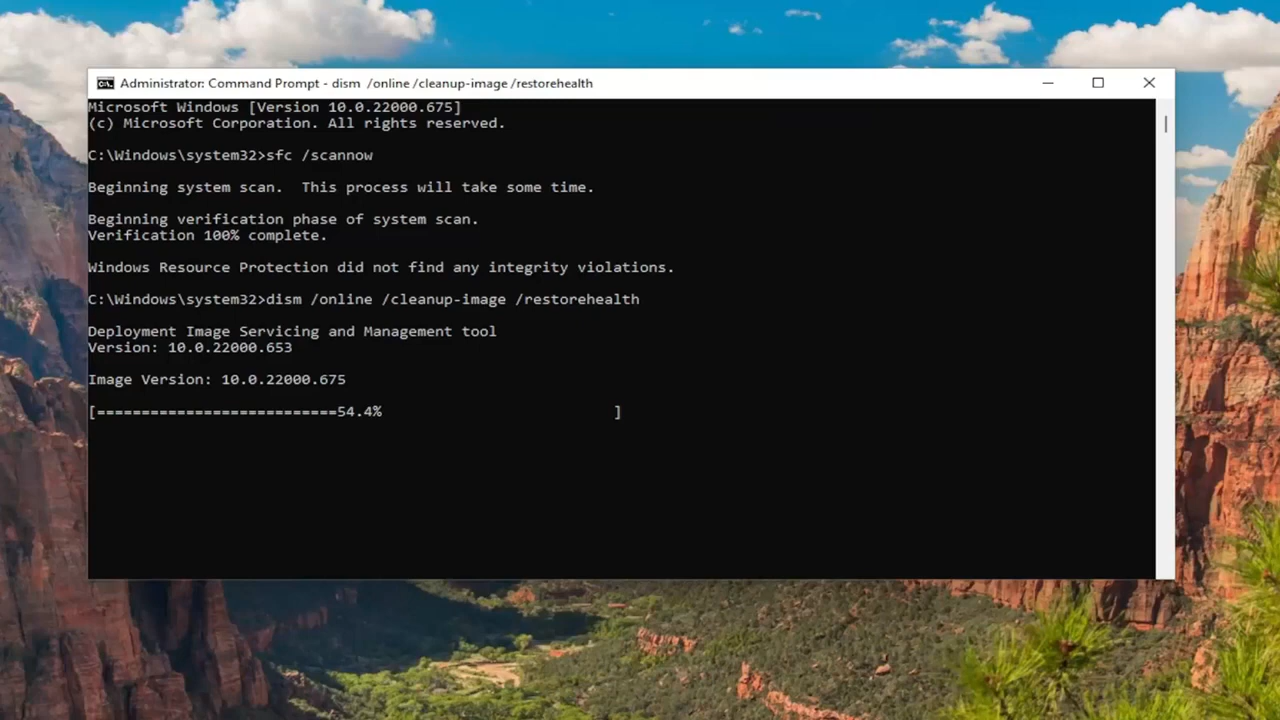 Administrator: Command Prompt - dism  /online /cleanup-image /restorehealth
Microsoft Windows [Version 10.0.22000.675]
(c) Microsoft Corporation. All rights reserved.
C:\Windows\system32>sfc /scannow
Beginning system scan.  This process will take some time.
Beginning verification phase of system scan.
Verification 100% complete.
Windows Resource Protection did not find any integrity violations.
C:\Windows\system32>dism /online /cleanup-image /restorehealth
Deployment Image Servicing and Management tool
Version: 10.0.22000.653
Image Version: 10.0.22000.675
[===========================54.4%                          ]